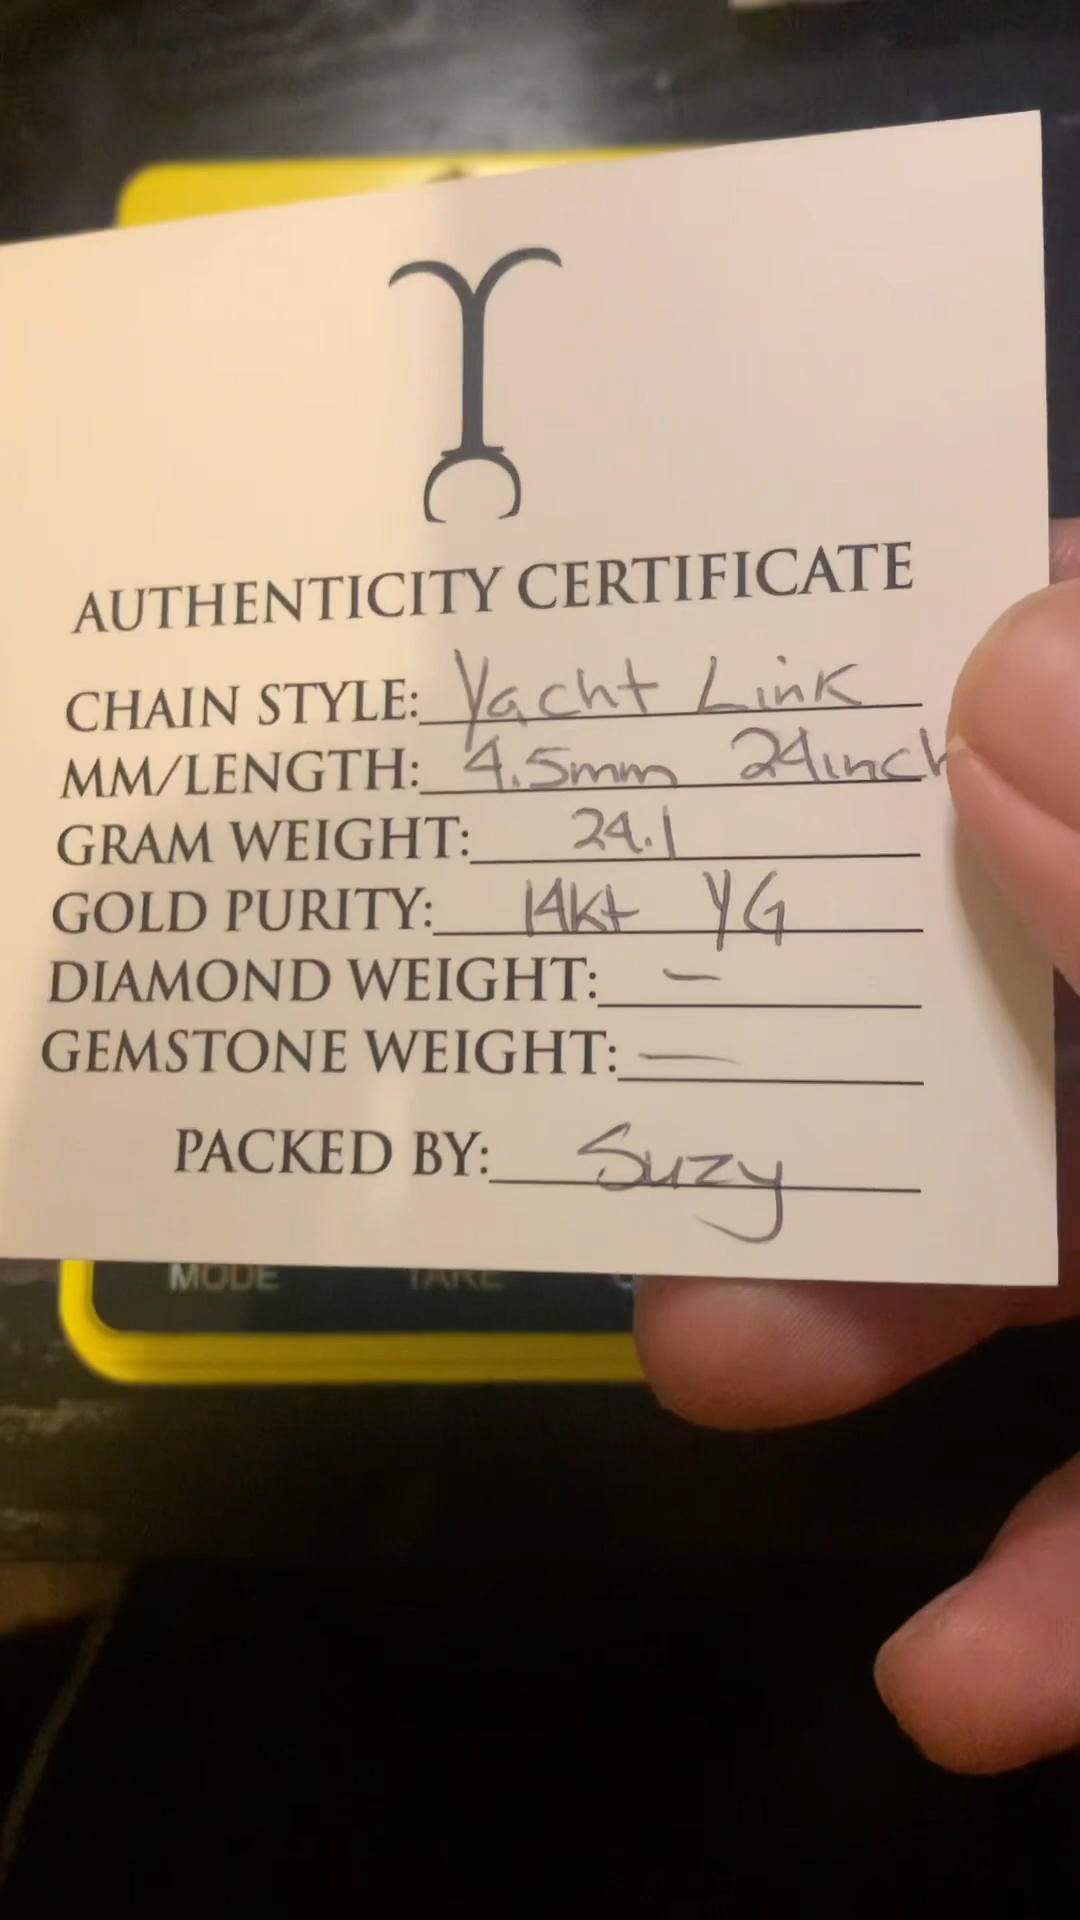 AUTHENTICITY CERTIFICATE
CHAIN STYLE: Yacht Link
MM/LENGTH: 4.5mm 24inch
GRAM WEIGHT: 24.1
GOLD PURITY: 14kt YG
DIAMOND WEIGHT: —
GEMSTONE WEIGHT: —
PACKED BY: Suzy
MODE TARE